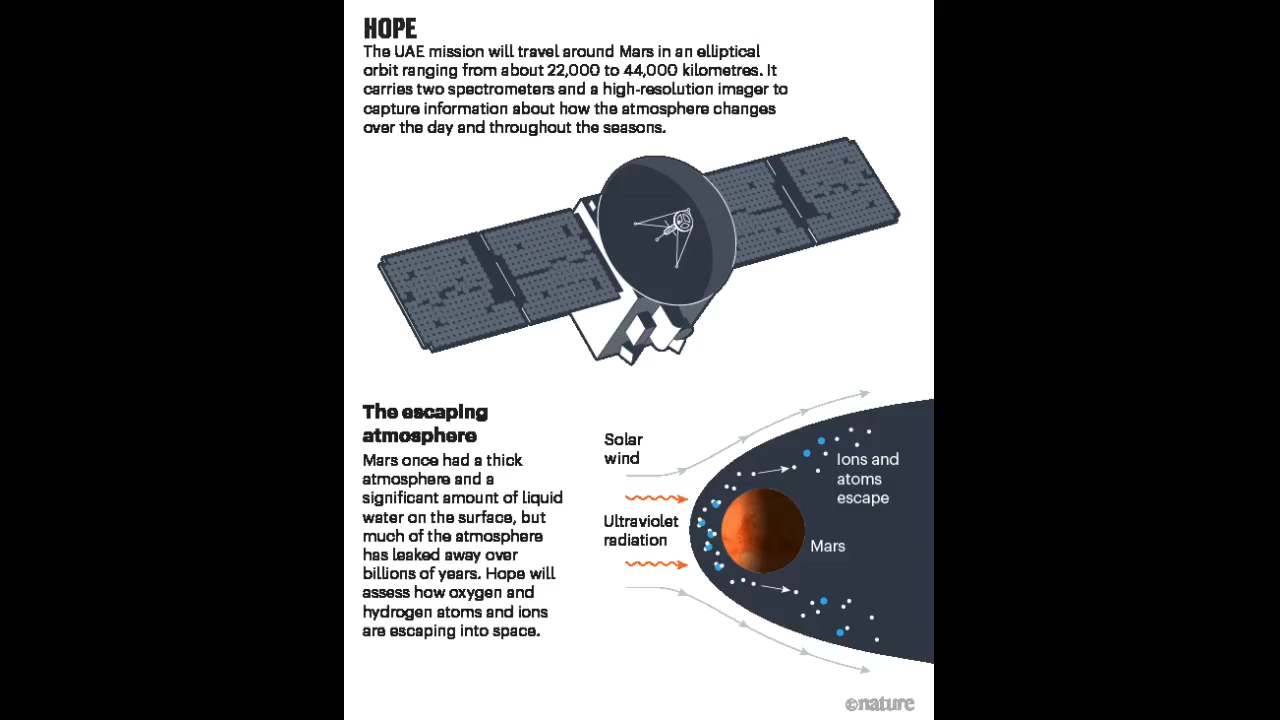 HOPE
The UAE mission will travel around Mars in an elliptical
orbit ranging from about 22,000 to 44,000 kilometres. It
carries two spectrometers and a high-resolution imager to
capture information about how the atmosphere changes
over the day and throughout the seasons.
The escaping
atmosphere
Mars once had a thick
atmosphere and a
significant amount of liquid
water on the surface, but
much of the atmosphere
has leaked away over
billions of years. Hope will
assess how oxygen and
hydrogen atoms and ions
are escaping into space.
Solar
wind
Ultraviolet
radiation
Ions and
atoms
escape
Mars
©nature